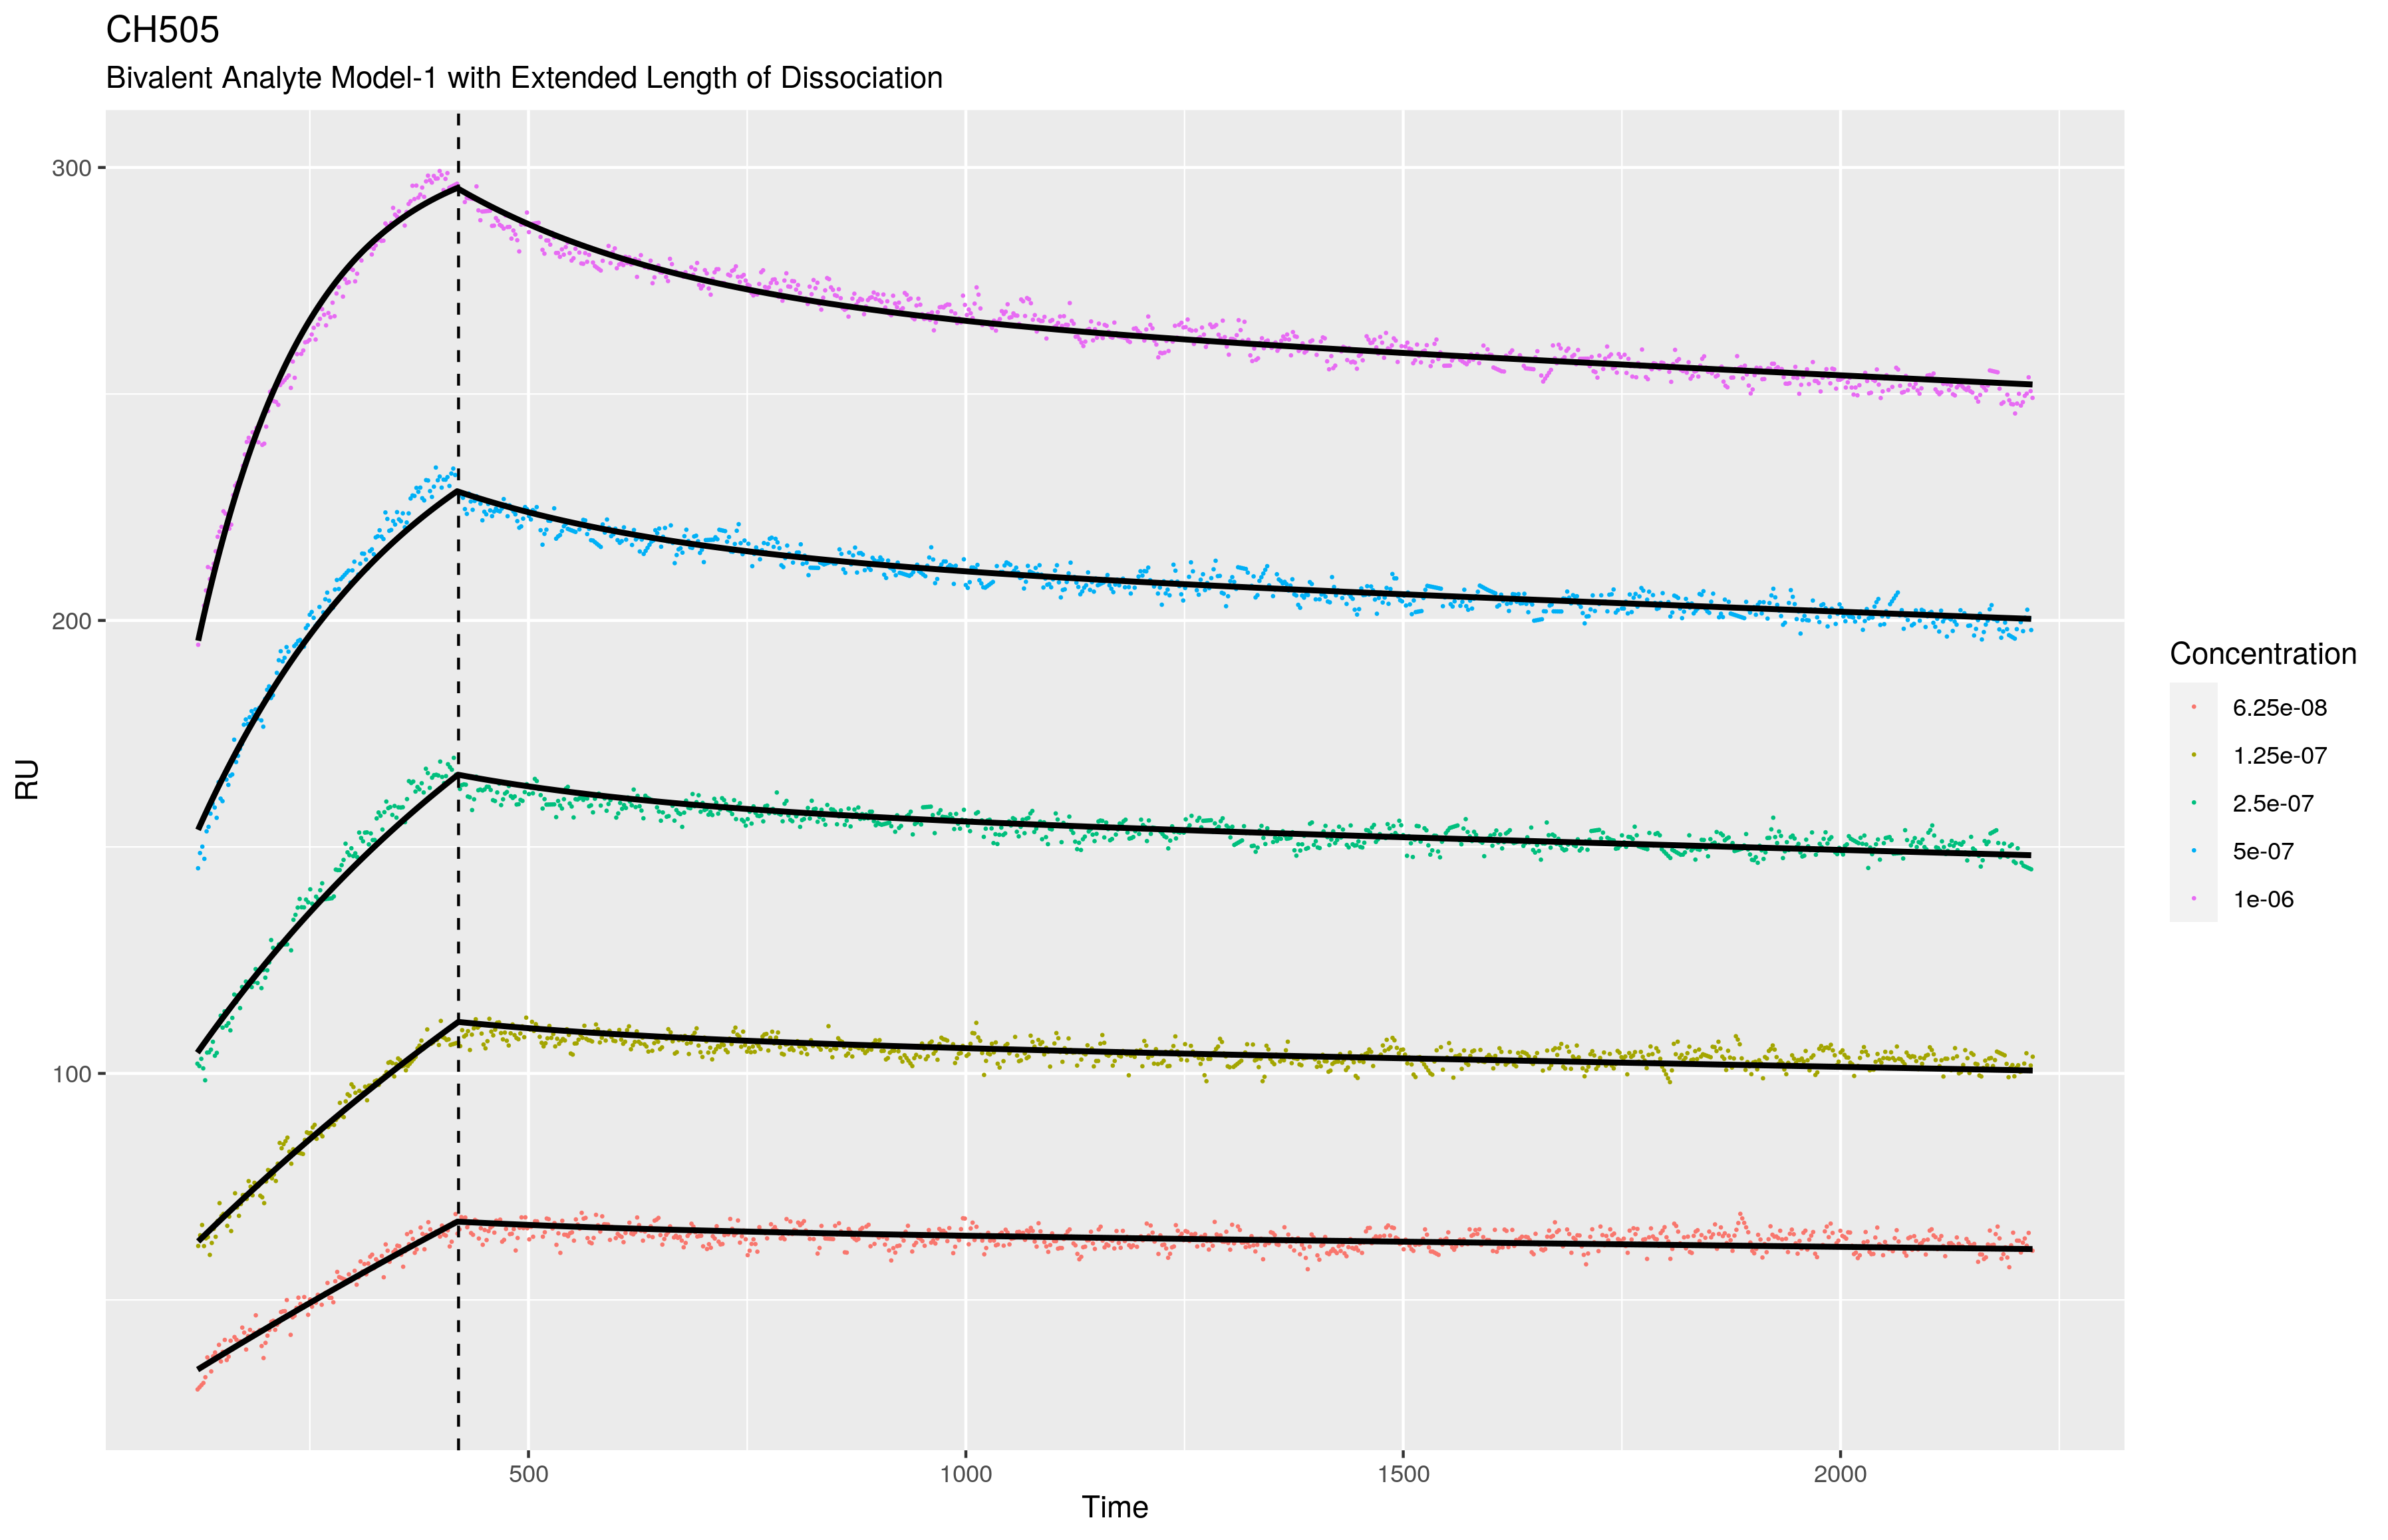 CH505
Bivalent Analyte Model-1 with Extended Length of Dissociation
300
200
100
RU
500
1000
1500
2000
Time
Concentration
6.25e-08
1.25e-07
2.5e-07
5e-07
1e-06